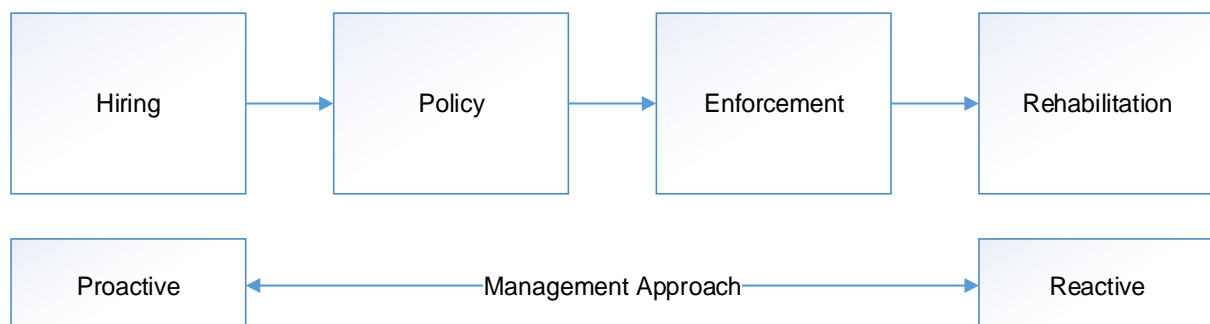 Hiring
Policy
Enforcement
Rehabilitation
Proactive
Management Approach
Reactive